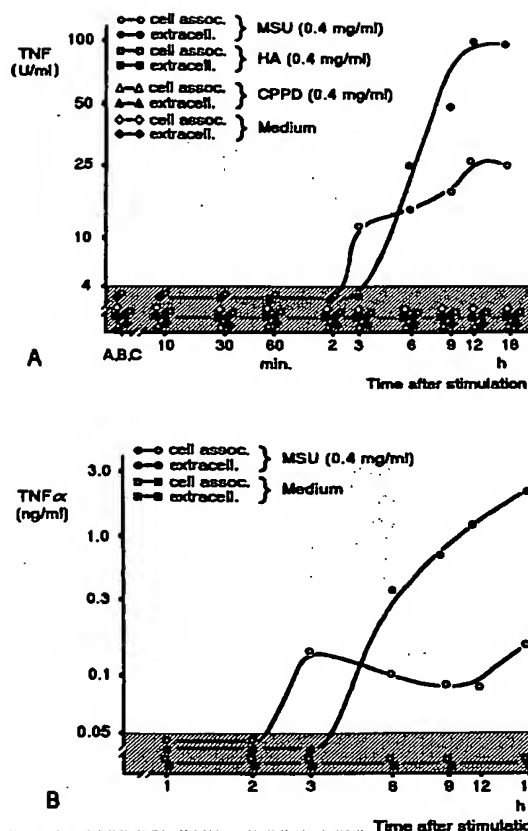 cell assoc. } MSU (0.4 mg/ml)
extracell.
cell assoc. } HA (0.4 mg/ml)
extracell.
cell assoc. } CPPD (0.4 mg/ml)
extracell.
cell assoc. } Medium
extracell.
TNF
(U/ml)
100
50
25
10
4
A,B,C 10 30 60 2 3 6 9 12 16
min. h
A
Time after stimulation
cell assoc. } MSU (0.4 mg/ml)
extracell.
cell assoc. } Medium
extracell.
TNFα
(ng/ml)
3.0
1.0
0.3
0.1
0.05
1 2 3 6 9 12 1
h
B
Time after stimulatio